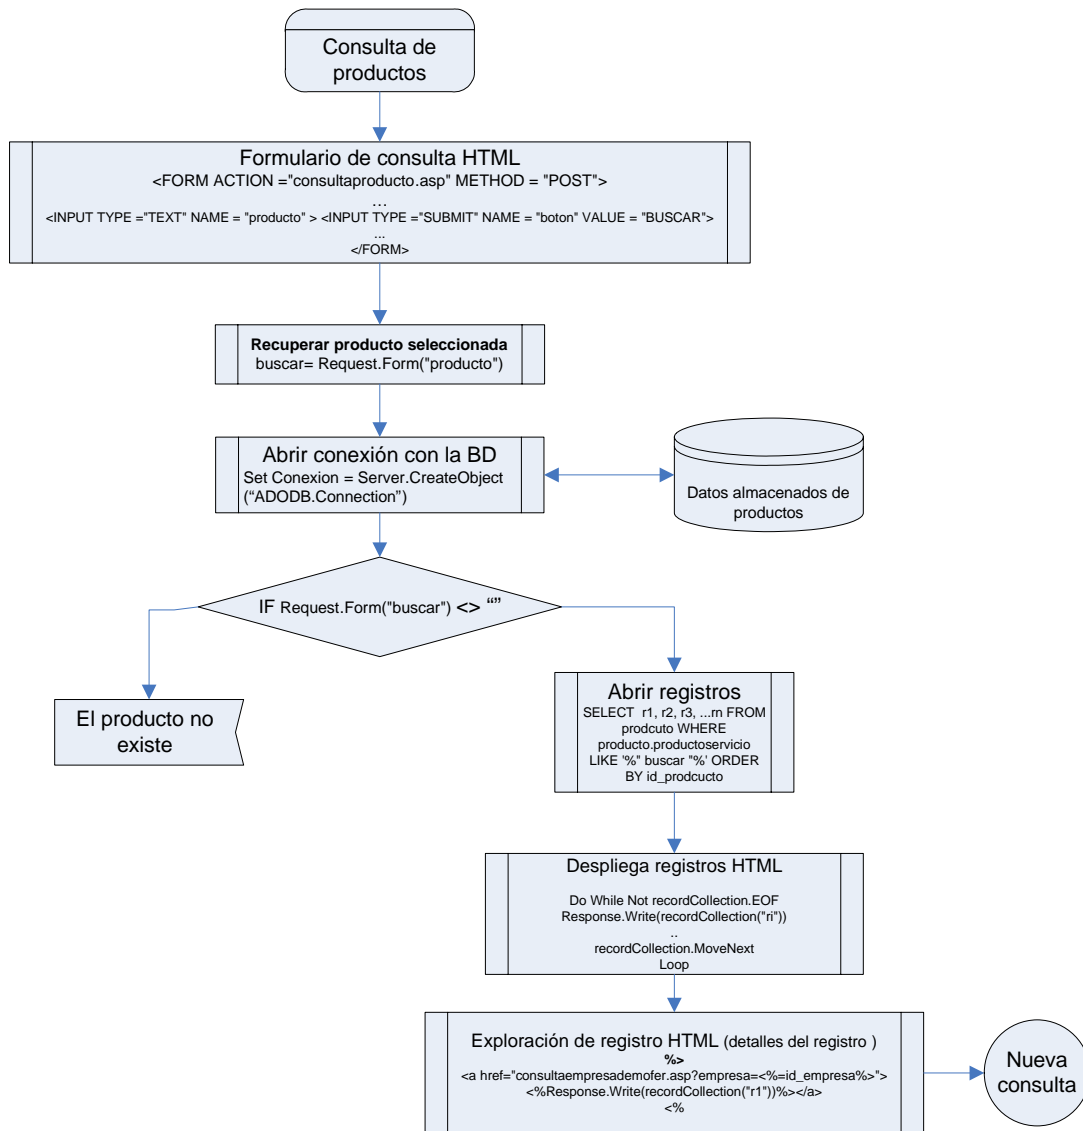 Consulta de
productos
Formulario de consulta HTML
<FORM ACTION ="consultaproducto.asp" METHOD = "POST">
...
<INPUT TYPE ="TEXT" NAME = "producto" > <INPUT TYPE ="SUBMIT" NAME = "boton" VALUE = "BUSCAR">
...
</FORM>
Recuperar producto seleccionada
buscar= Request.Form("producto")
Abrir conexión con la BD
Set Conexion = Server.CreateObject
(“ADODB.Connection”)
Datos almacenados de
productos
IF Request.Form("buscar") <> “”
El producto no
existe
Abrir registros
SELECT r1, r2, r3, ...rn FROM
prodcuto WHERE
producto.productoservicio
LIKE '%" buscar "%' ORDER
BY id_prodcucto
Despliega registros HTML
Do While Not recordCollection.EOF
Response.Write(recordCollection("ri"))
..
recordCollection.MoveNext
Loop
Exploración de registro HTML (detalles del registro )
%>
<a href="consultaempresademofer.asp?empresa=<%=id_empresa%>">
<%Response.Write(recordCollection("r1"))%></a>
<%
Nueva
consulta